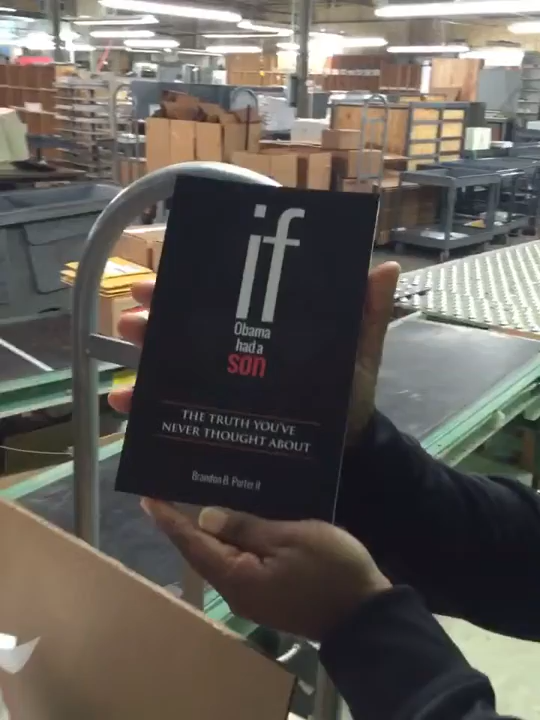 if
Obama
had a
son
THE TRUTH YOU'VE
NEVER THOUGHT ABOUT
Brandon B. Porter II